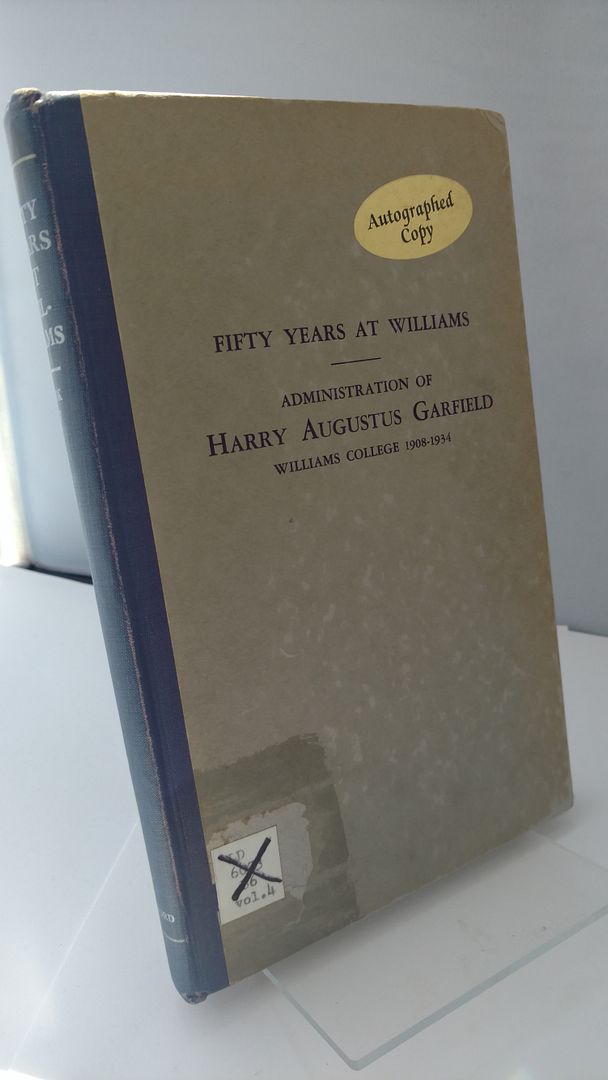 Autographed
Copy
FIFTY YEARS AT WILLIAMS
ADMINISTRATION OF
HARRY AUGUSTUS GARFIELD
WILLIAMS COLLEGE 1908-1934
vol.4